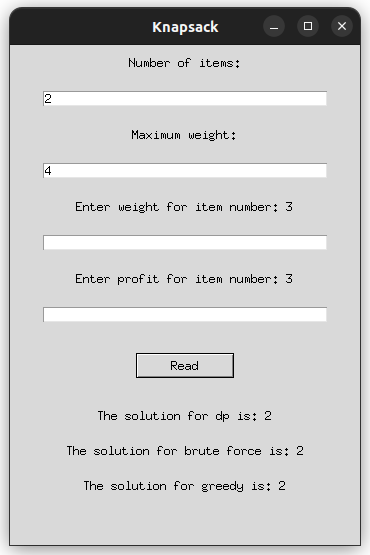 Knapsack
Number of items:
2
Maximum weight:
4
Enter weight for item number: 3
Enter profit for item number: 3
Read
The solution for dp is: 2
The solution for brute force is: 2
The solution for greedy is: 2